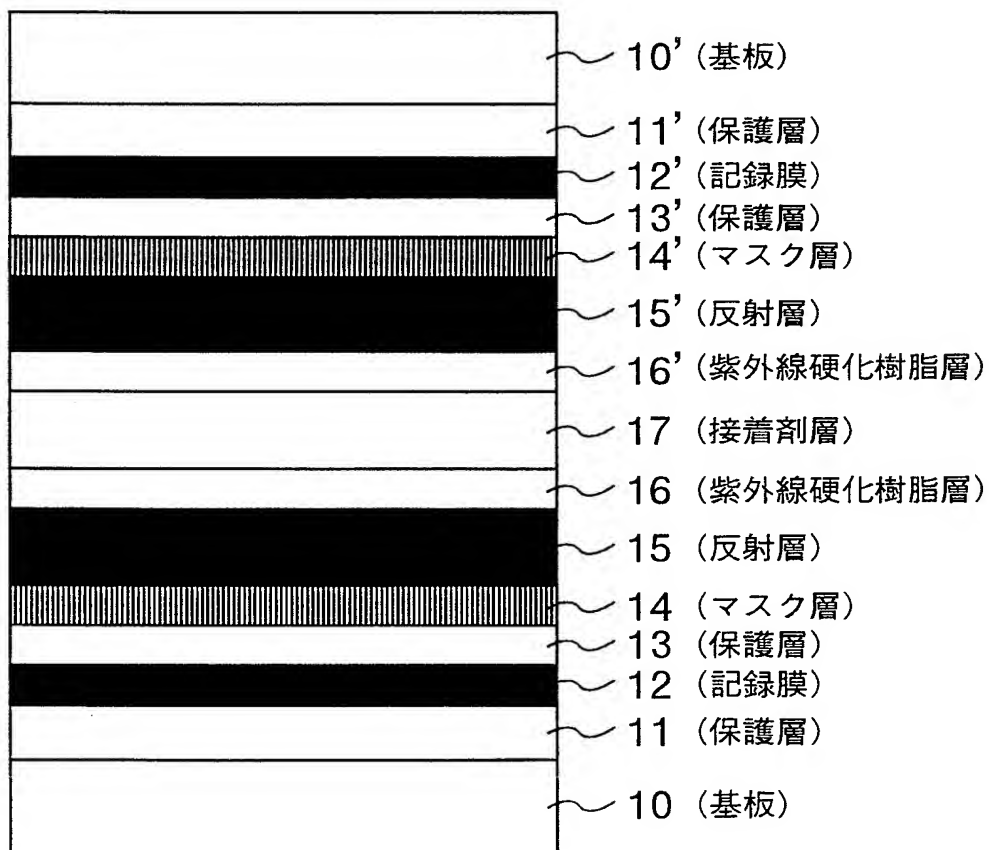 10’ (基板)
11’ (保護層)
12’ (記録膜)
13’ (保護層)
14’ (マスク層)
15’ (反射層)
16’ (紫外線硬化樹脂層)
17 (接着剤層)
16 (紫外線硬化樹脂層)
15 (反射層)
14 (マスク層)
13 (保護層)
12 (記録膜)
11 (保護層)
10 (基板)